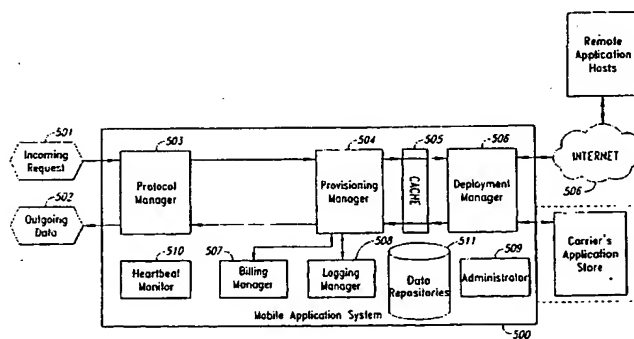 Remote
Application
Hosts
501
Incoming
Request
502
Outgoing
Data
503
Protocol
Manager
504
Provisioning
Manager
505
CACHE
506
Deployment
Manager
INTERNET
506
Carrier's
Application
Store
510
Heartbeat
Monitor
507
Billing
Manager
508
Logging
Manager
511
Data
Repositories
509
Administrator
Mobile Application System
500